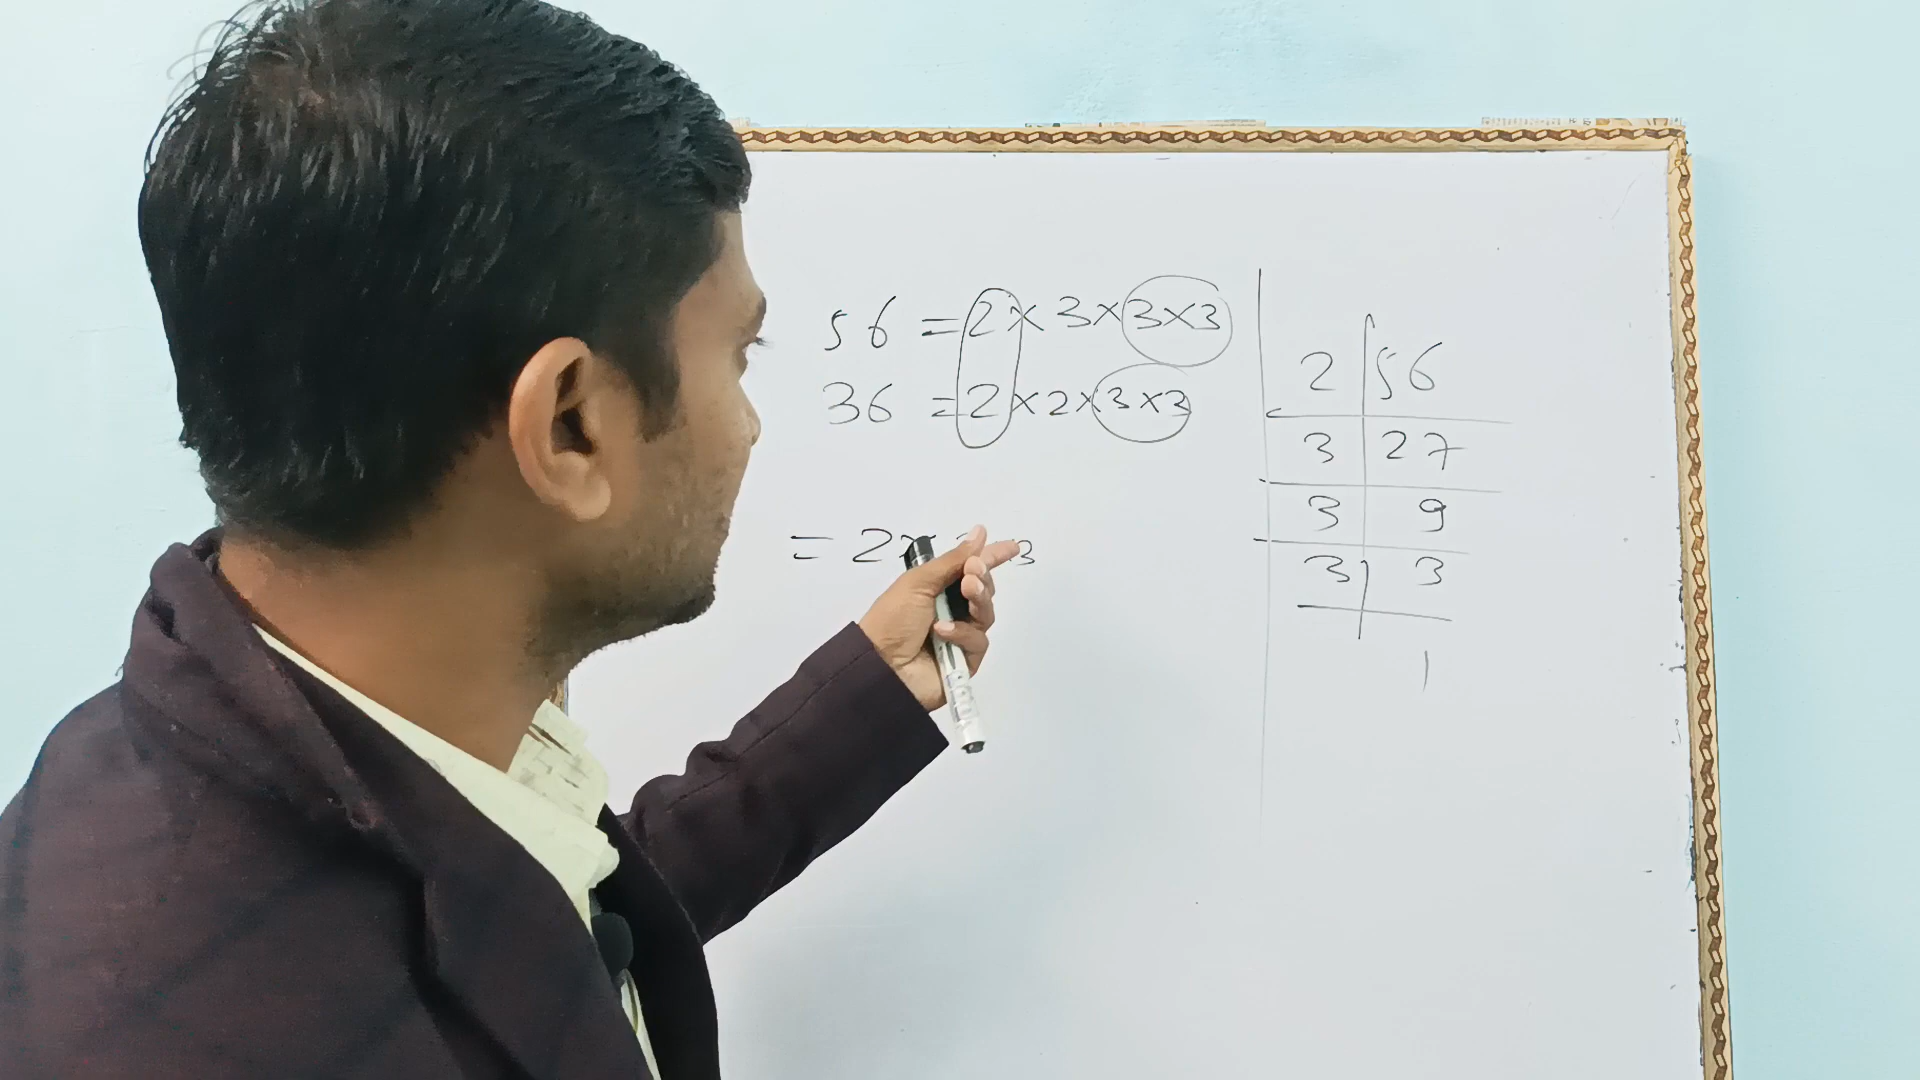 56 = 2 × 3 × 3 × 3
36 = 2 × 2 × 3 × 3
= 2 × 3
2 56
3 27
3 9
3 3
1